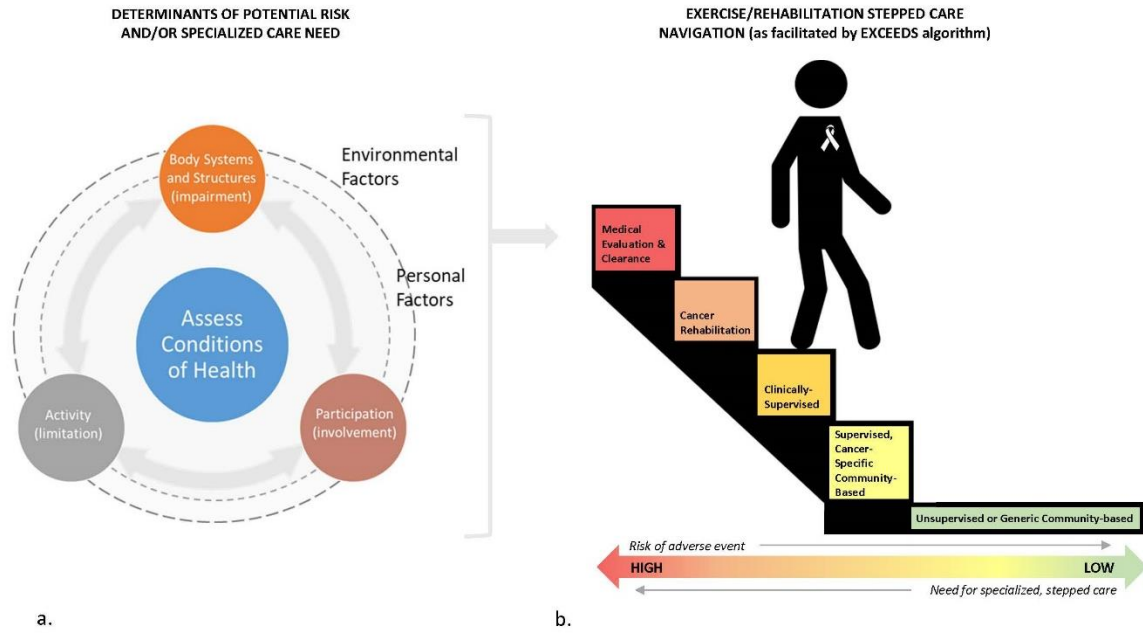 DETERMINANTS OF POTENTIAL RISK
AND/OR SPECIALIZED CARE NEED
Body Systems
and Structures
(impairment)
Environmental
Factors
Personal
Factors
Assess
Conditions
of Health
Activity
(limitation)
Participation
(involvement)
a.
EXERCISE/REHABILITATION STEPPED CARE
NAVIGATION (as facilitated by EXCEEDS algorithm)
Medical
Evaluation &
Clearance
Cancer
Rehabilitation
Clinically-
Supervised
Supervised,
Cancer-
Specific
Community-
Based
Unsupervised or Generic Community-based
Risk of adverse event
HIGH
LOW
Need for specialized, stepped care
b.